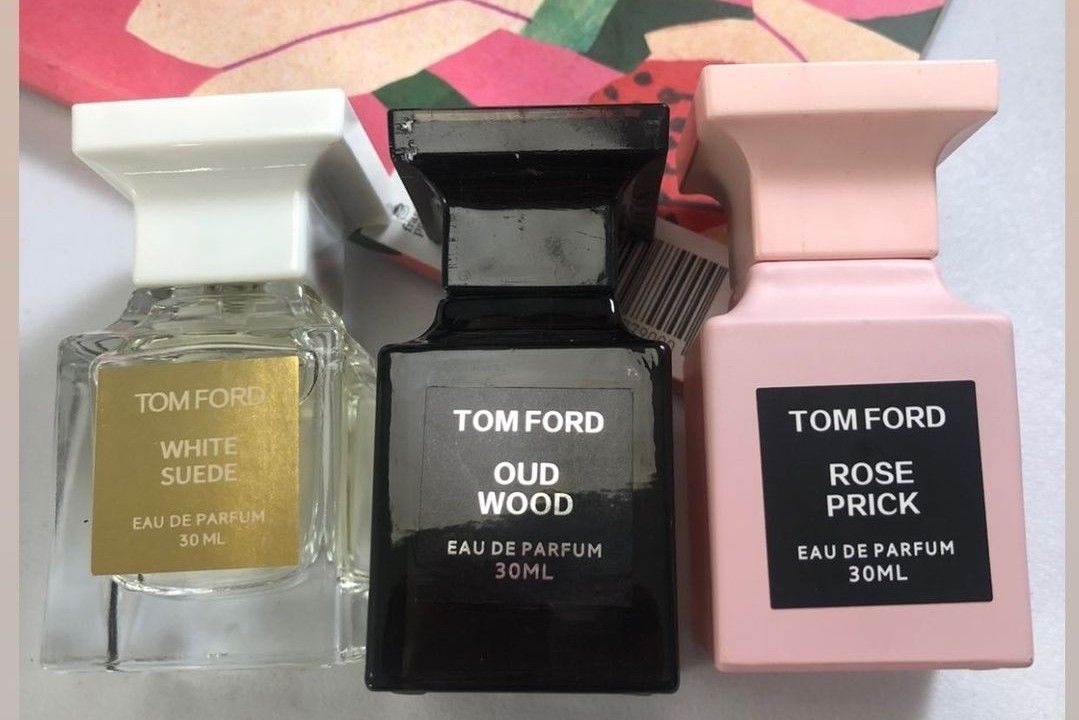 TOM FORD
WHITE
SUEDE
EAU DE PARFUM
30 ML
TOM FORD
OUD
WOOD
EAU DE PARFUM
30ML
TOM FORD
ROSE
PRICK
EAU DE PARFUM
30ML